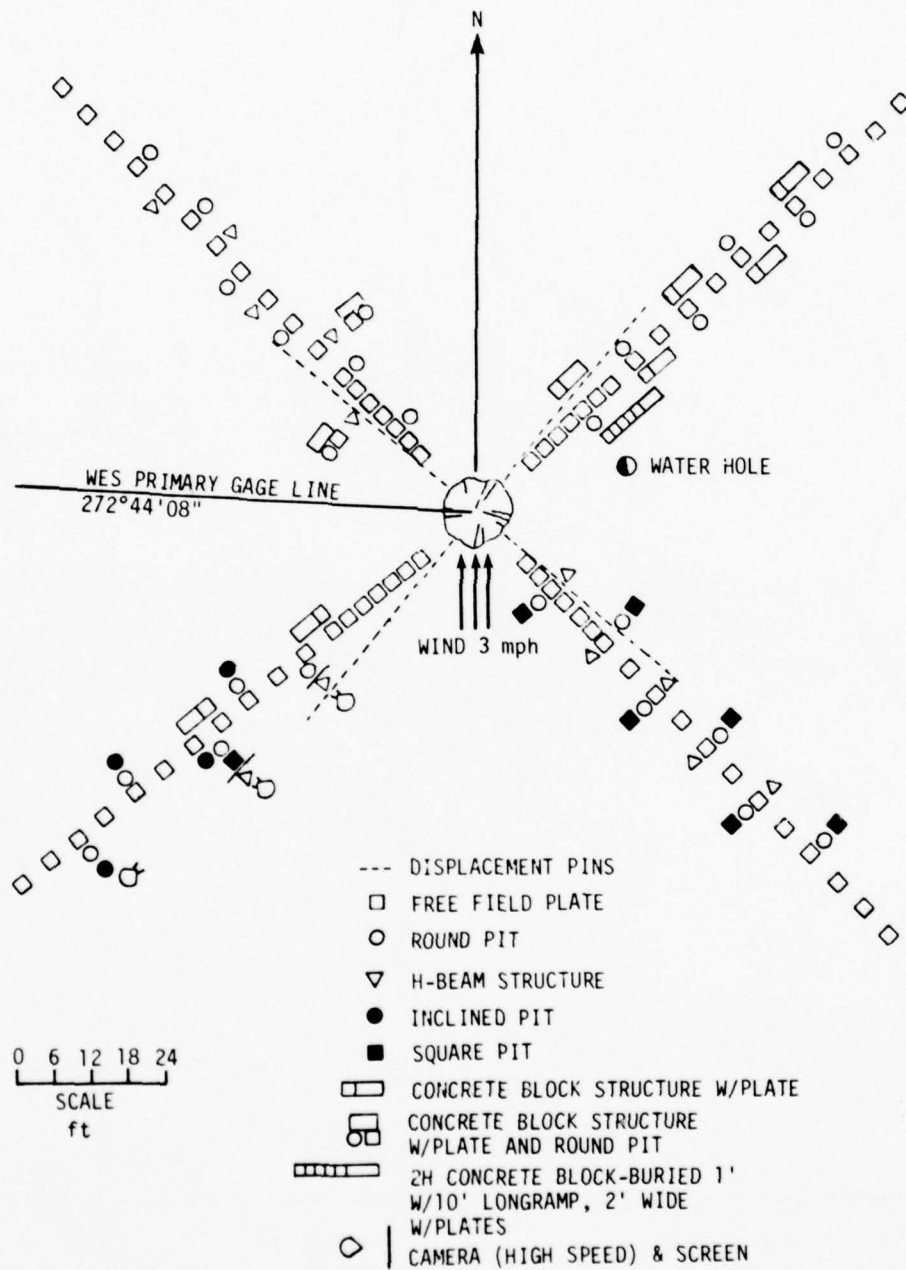 N
WES PRIMARY GAGE LINE
272°44'08"
WATER HOLE
WIND 3 mph
--- DISPLACEMENT PINS
FREE FIELD PLATE
ROUND PIT
H-BEAM STRUCTURE
INCLINED PIT
SQUARE PIT
0 6 12 18 24
SCALE
ft
CONCRETE BLOCK STRUCTURE W/PLATE
CONCRETE BLOCK STRUCTURE
W/PLATE AND ROUND PIT
2H CONCRETE BLOCK-BURIED 1'
W/10' LONGRAMP, 2' WIDE
W/PLATES
CAMERA (HIGH SPEED) & SCREEN